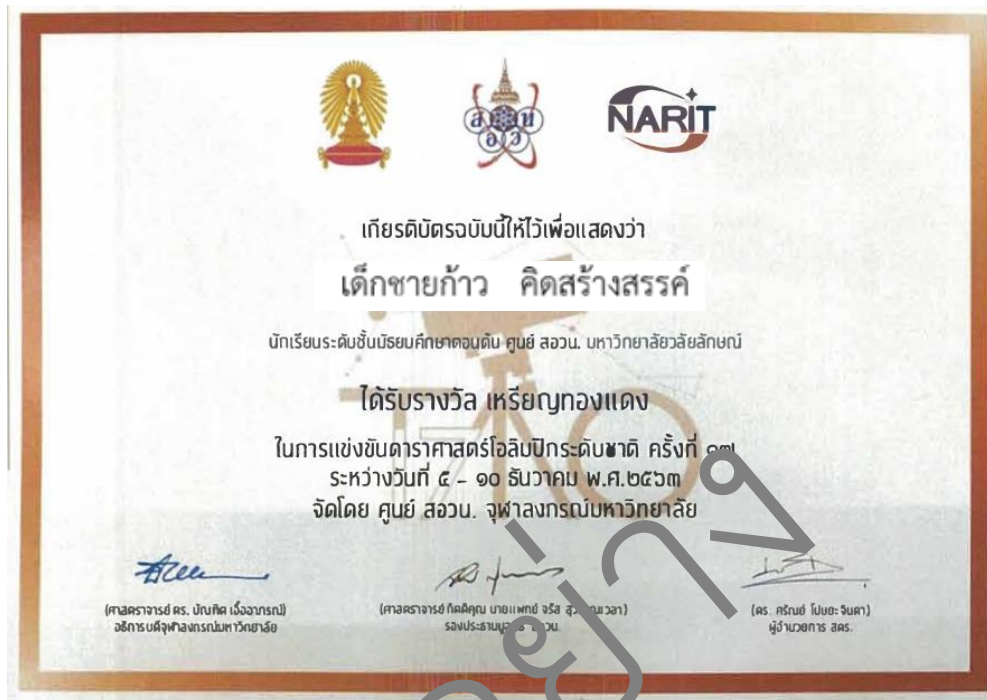 สอวน
NARIT
เกียรติบัตรฉบับนี้ให้ไว้เพื่อแสดงว่า
เด็กชายก้าว คิดสร้างสรรค์
นักเรียนระดับชั้นมัธยมศึกษาตอนต้น ศูนย์ สอวน. มหาวิทยาลัยวลัยลักษณ์
ได้รับรางวัล เหรียญทองแดง
ในการแข่งขันดาราศาสตร์โอลิมปิกระดับชาติ ครั้งที่ ๑๗
ระหว่างวันที่ ๕ – ๑๐ ธันวาคม พ.ศ.๒๕๖๓
จัดโดย ศูนย์ สอวน. จุฬาลงกรณ์มหาวิทยาลัย
(ศาสตราจารย์ ดร. บัณฑิต เอื้ออาภรณ์) (ศาสตราจารย์ กิตติคุณ นายแพทย์ จรัส (ดร. ศรัณย์ โปษยะจินดา)
อธิการบดีจุฬาลงกรณ์มหาวิทยาลัย ผู้อำนวยการ สดร.